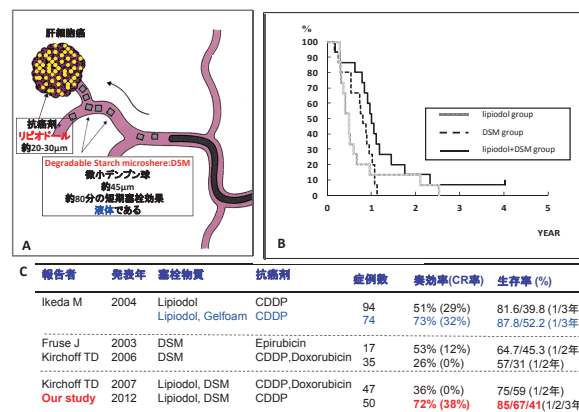 肝細胞癌
抗癌剤
リピオドール
約20-30μm
Degradable Starch microshere:DSM
微小デンプン球
約45μm
約80分の短期塞栓効果
液体である
A
%
100
90
80
70
60
50
40
30
20
10
0
0
1
2
3
4
5
YEAR
lipiodol group
DSM group
lipiodol+DSM group
B
C
報告者 発表年 塞栓物質 抗癌剤 症例数 奏効率(CR率) 生存率 (%)
Ikeda M 2004 Lipiodol CDDP 94 51% (29%) 81.6/39.8 (1/3年
Lipiodol, Gelfoam CDDP 74 73% (32%) 87.8/52.2 (1/3年
Fruse J 2003 DSM Epirubicin 17 53% (12%) 64.7/45.3 (1/2年)
Kirchoff TD 2006 DSM CDDP,Doxorubicin 35 26% (0%) 57/31 (1/2年)
Kirchoff TD 2007 Lipiodol, DSM CDDP,Doxorubicin 47 36% (0%) 75/59 (1/2年)
Our study 2012 Lipiodol, DSM CDDP 50 72% (38%) 85/67/41(1/2/3年